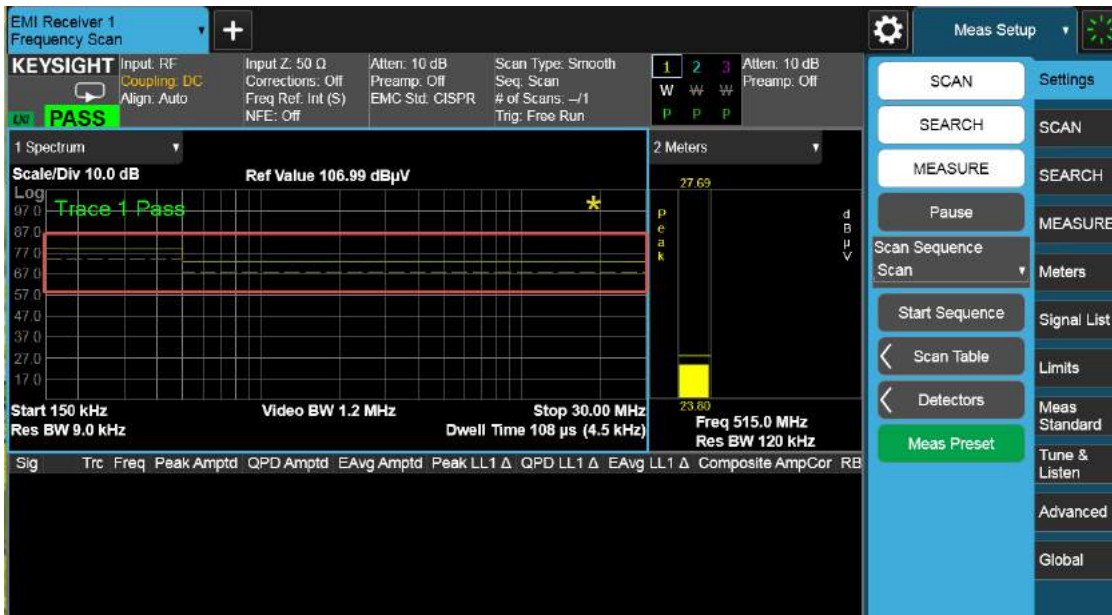 EMI Receiver 1
Frequency Scan
+
Meas Setup
KEYSIGHT
LXI
PASS
Input: RF
Coupling: DC
Align: Auto
Input Z: 50 Ω
Corrections: Off
Freq Ref: Int (S)
NFE: Off
Atten: 10 dB
Preamp: Off
EMC Std: CISPR
Scan Type: Smooth
Seq: Scan
# of Scans: --/1
Trig: Free Run
1 2 3
W W W
P P P
Atten: 10 dB
Preamp: Off
1 Spectrum
Scale/Div 10.0 dB
Ref Value 106.99 dBµV
Log
Trace 1 Pass
*
97.0
87.0
77.0
67.0
57.0
47.0
37.0
27.0
17.0
Start 150 kHz
Video BW 1.2 MHz
Stop 30.00 MHz
Res BW 9.0 kHz
Dwell Time 108 µs (4.5 kHz)
2 Meters
27.69
Peak
dBµV
23.80
Freq 515.0 MHz
Res BW 120 kHz
Sig Trc Freq Peak Amptd QPD Amptd EAvg Amptd Peak LL1 Δ QPD LL1 Δ EAvg LL1 Δ Composite AmpCor RB
SCAN
SEARCH
MEASURE
Pause
Scan Sequence
Scan
Start Sequence
Scan Table
Detectors
Meas Preset
Settings
SCAN
SEARCH
MEASURE
Meters
Signal List
Limits
Meas
Standard
Tune &
Listen
Advanced
Global